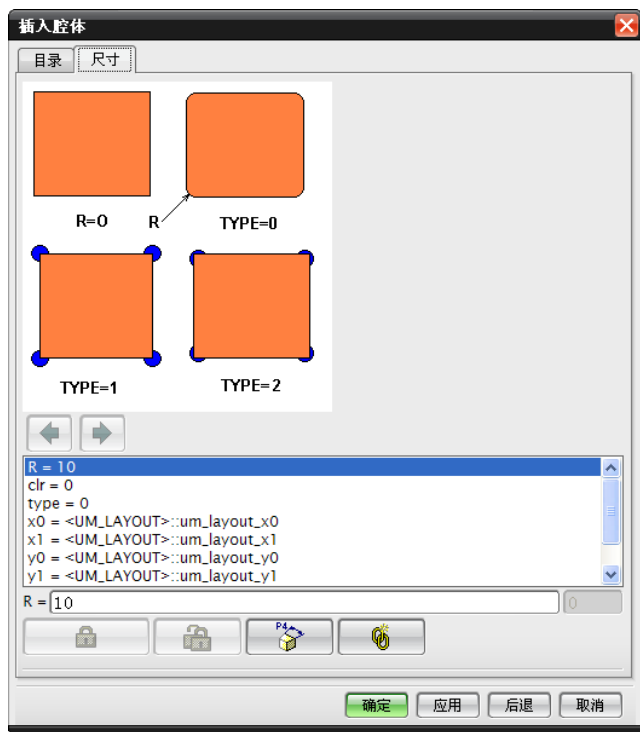 插入腔体
目录 尺寸
R=0 R TYPE=0
TYPE=1 TYPE=2
R = 10
clr = 0
type = 0
x0 = <UM_LAYOUT>::um_layout_x0
x1 = <UM_LAYOUT>::um_layout_x1
y0 = <UM_LAYOUT>::um_layout_y0
y1 = <UM_LAYOUT>::um_layout_y1
R = 10 0
P4
确定 应用 后退 取消